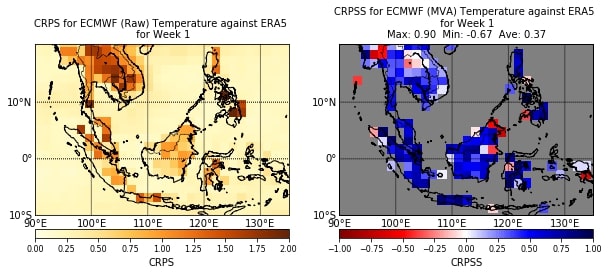 CRPS for ECMWF (Raw) Temperature against ERA5
for Week 1
10°N
0°
10°S
90°E 100°E 110°E 120°E 130°E
0.00 0.25 0.50 0.75 1.00 1.25 1.50 1.75 2.00
CRPS
CRPSS for ECMWF (MVA) Temperature against ERA5
for Week 1
Max: 0.90 Min: -0.67 Ave: 0.37
10°N
0°
10°S
90°E 100°E 110°E 120°E 130°E
−1.00 −0.75 −0.50 −0.25 0.00 0.25 0.50 0.75 1.00
CRPSS